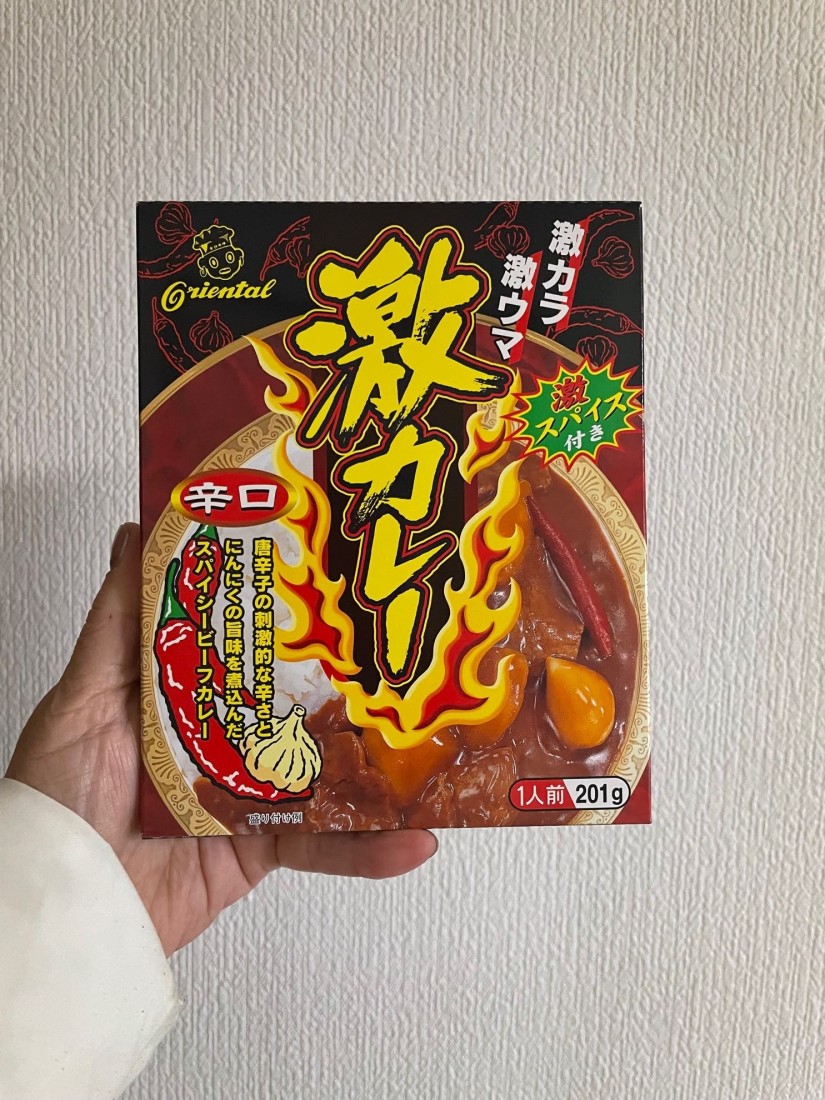 Oriental
激カラ
激ウマ
激カレー
激
スパイス
付き
辛口
唐辛子の刺激的な辛さと
にんにくの旨味を煮込んだ
スパイシービーフカレー
盛り付け例
1人前 201g